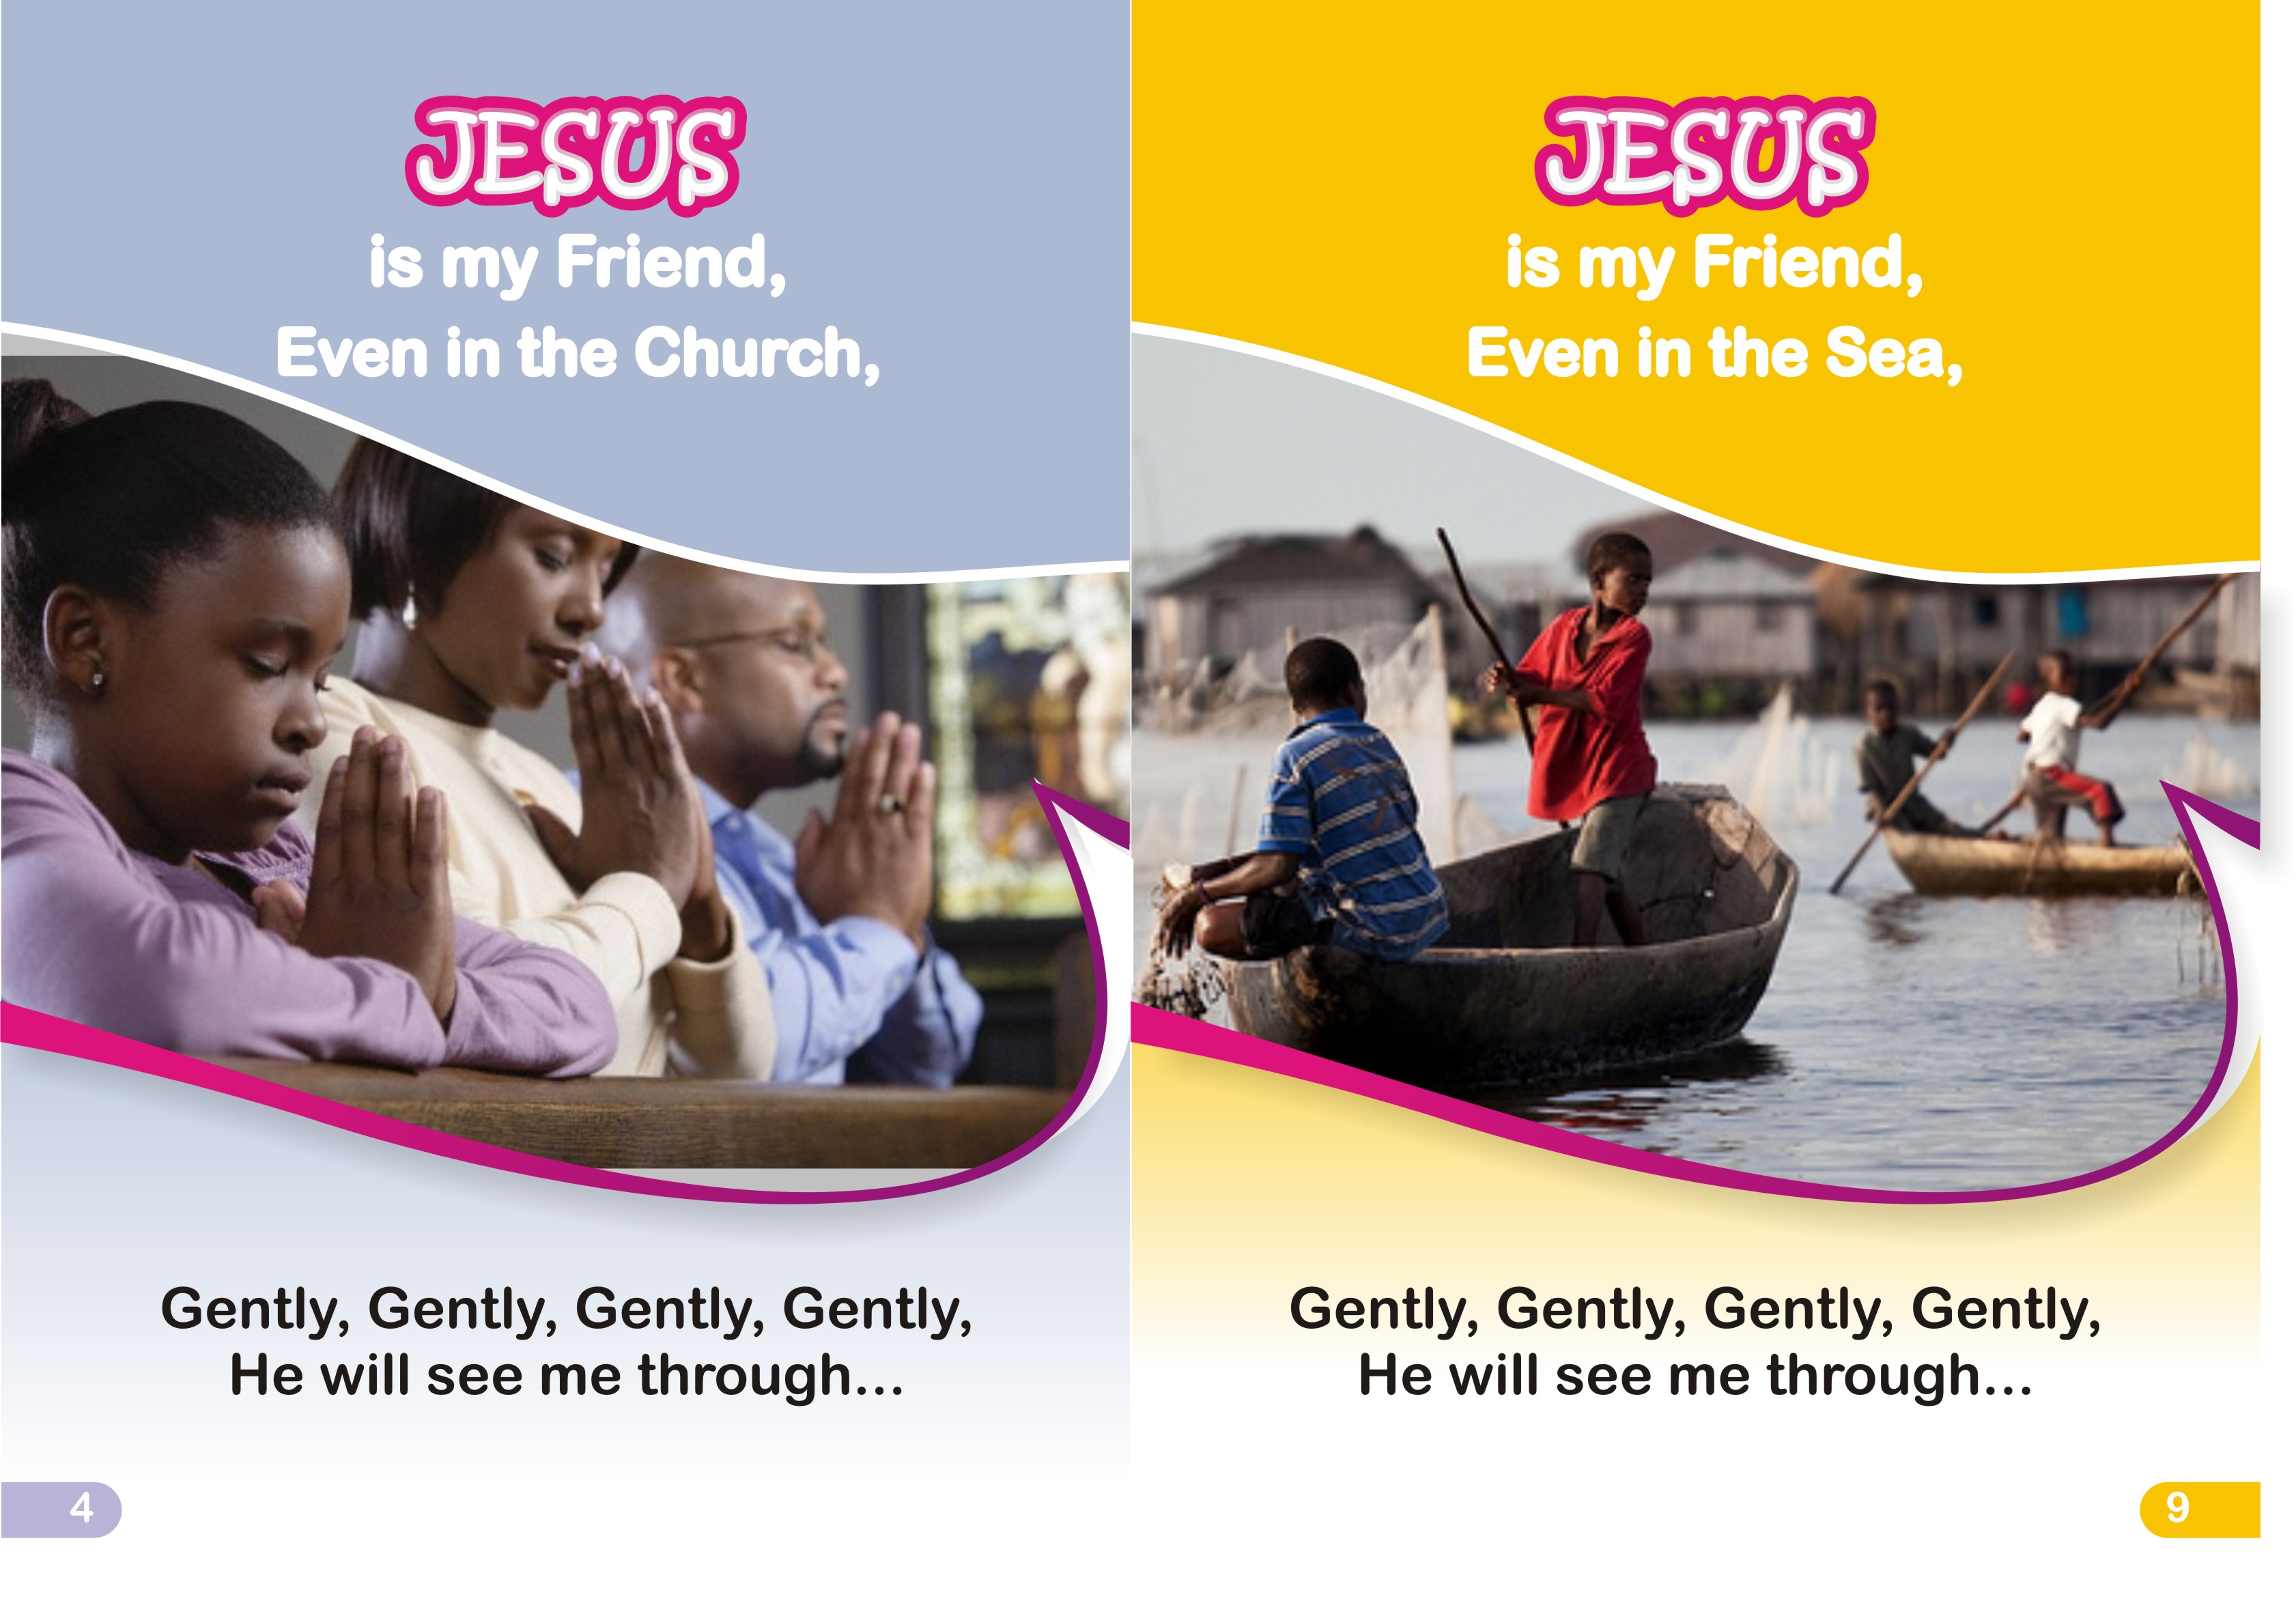 JESUS
is my Friend,
Even in the Church,
Gently, Gently, Gently, Gently,
He will see me through...
4
JESUS
is my Friend,
Even in the Sea,
Gently, Gently, Gently, Gently,
He will see me through...
9